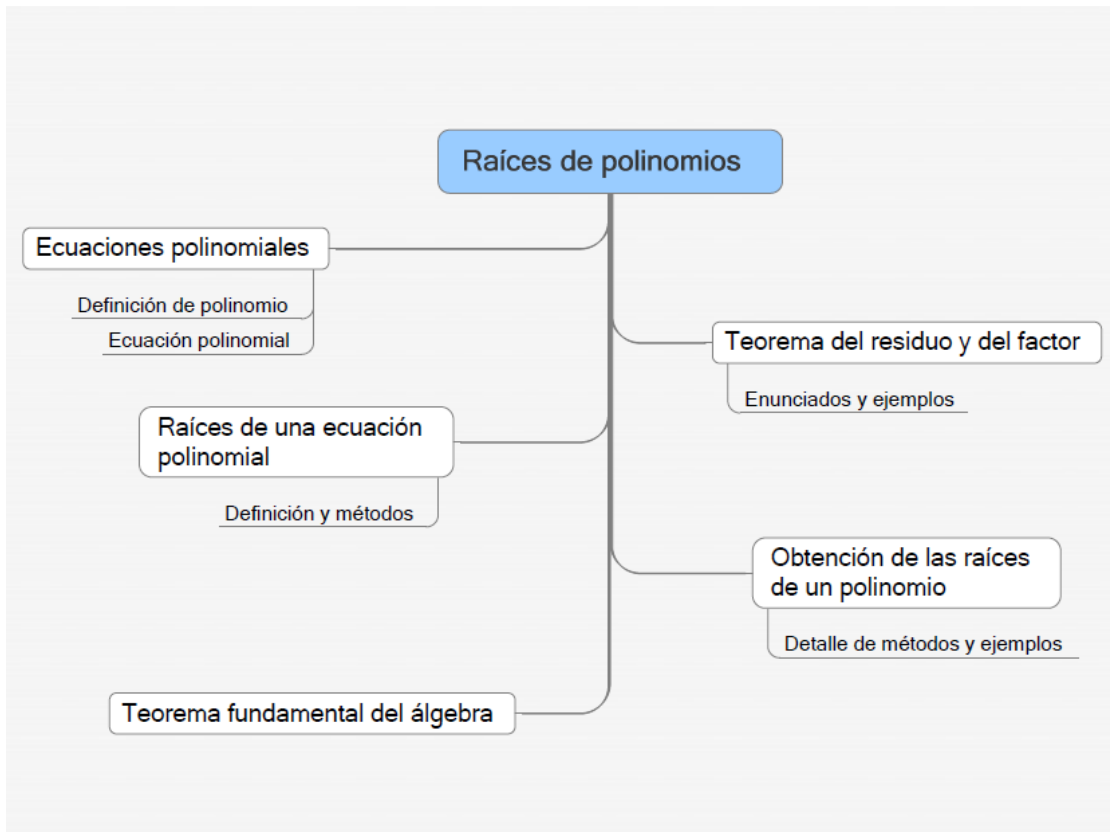 Raíces de polinomios
Ecuaciones polinomiales
Definición de polinomio
Ecuación polinomial
Teorema del residuo y del factor
Enunciados y ejemplos
Raíces de una ecuación
polinomial
Definición y métodos
Obtención de las raíces
de un polinomio
Detalle de métodos y ejemplos
Teorema fundamental del álgebra